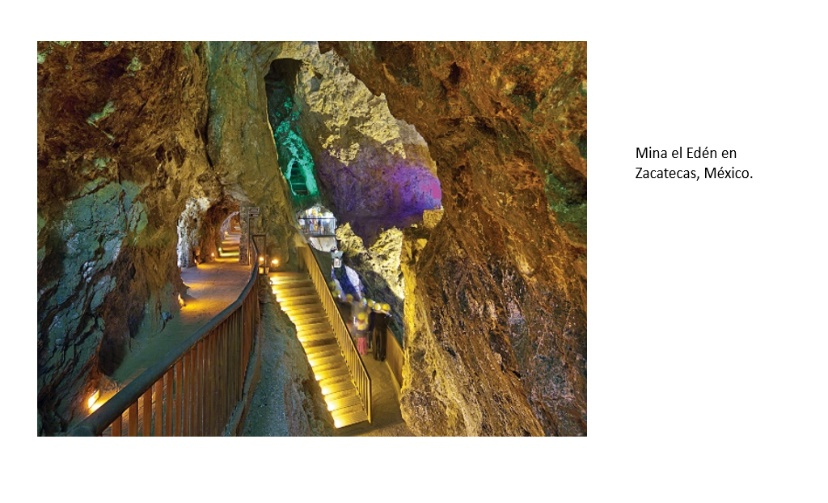 Mina el Edén en
Zacatecas, México.